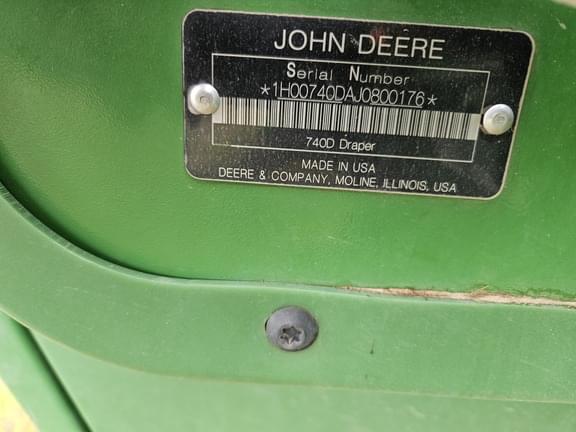 JOHN DEERE
Serial Number
*1H00740DAJ0800176*
740D Draper
MADE IN USA
DEERE & COMPANY, MOLINE, ILLINOIS, USA